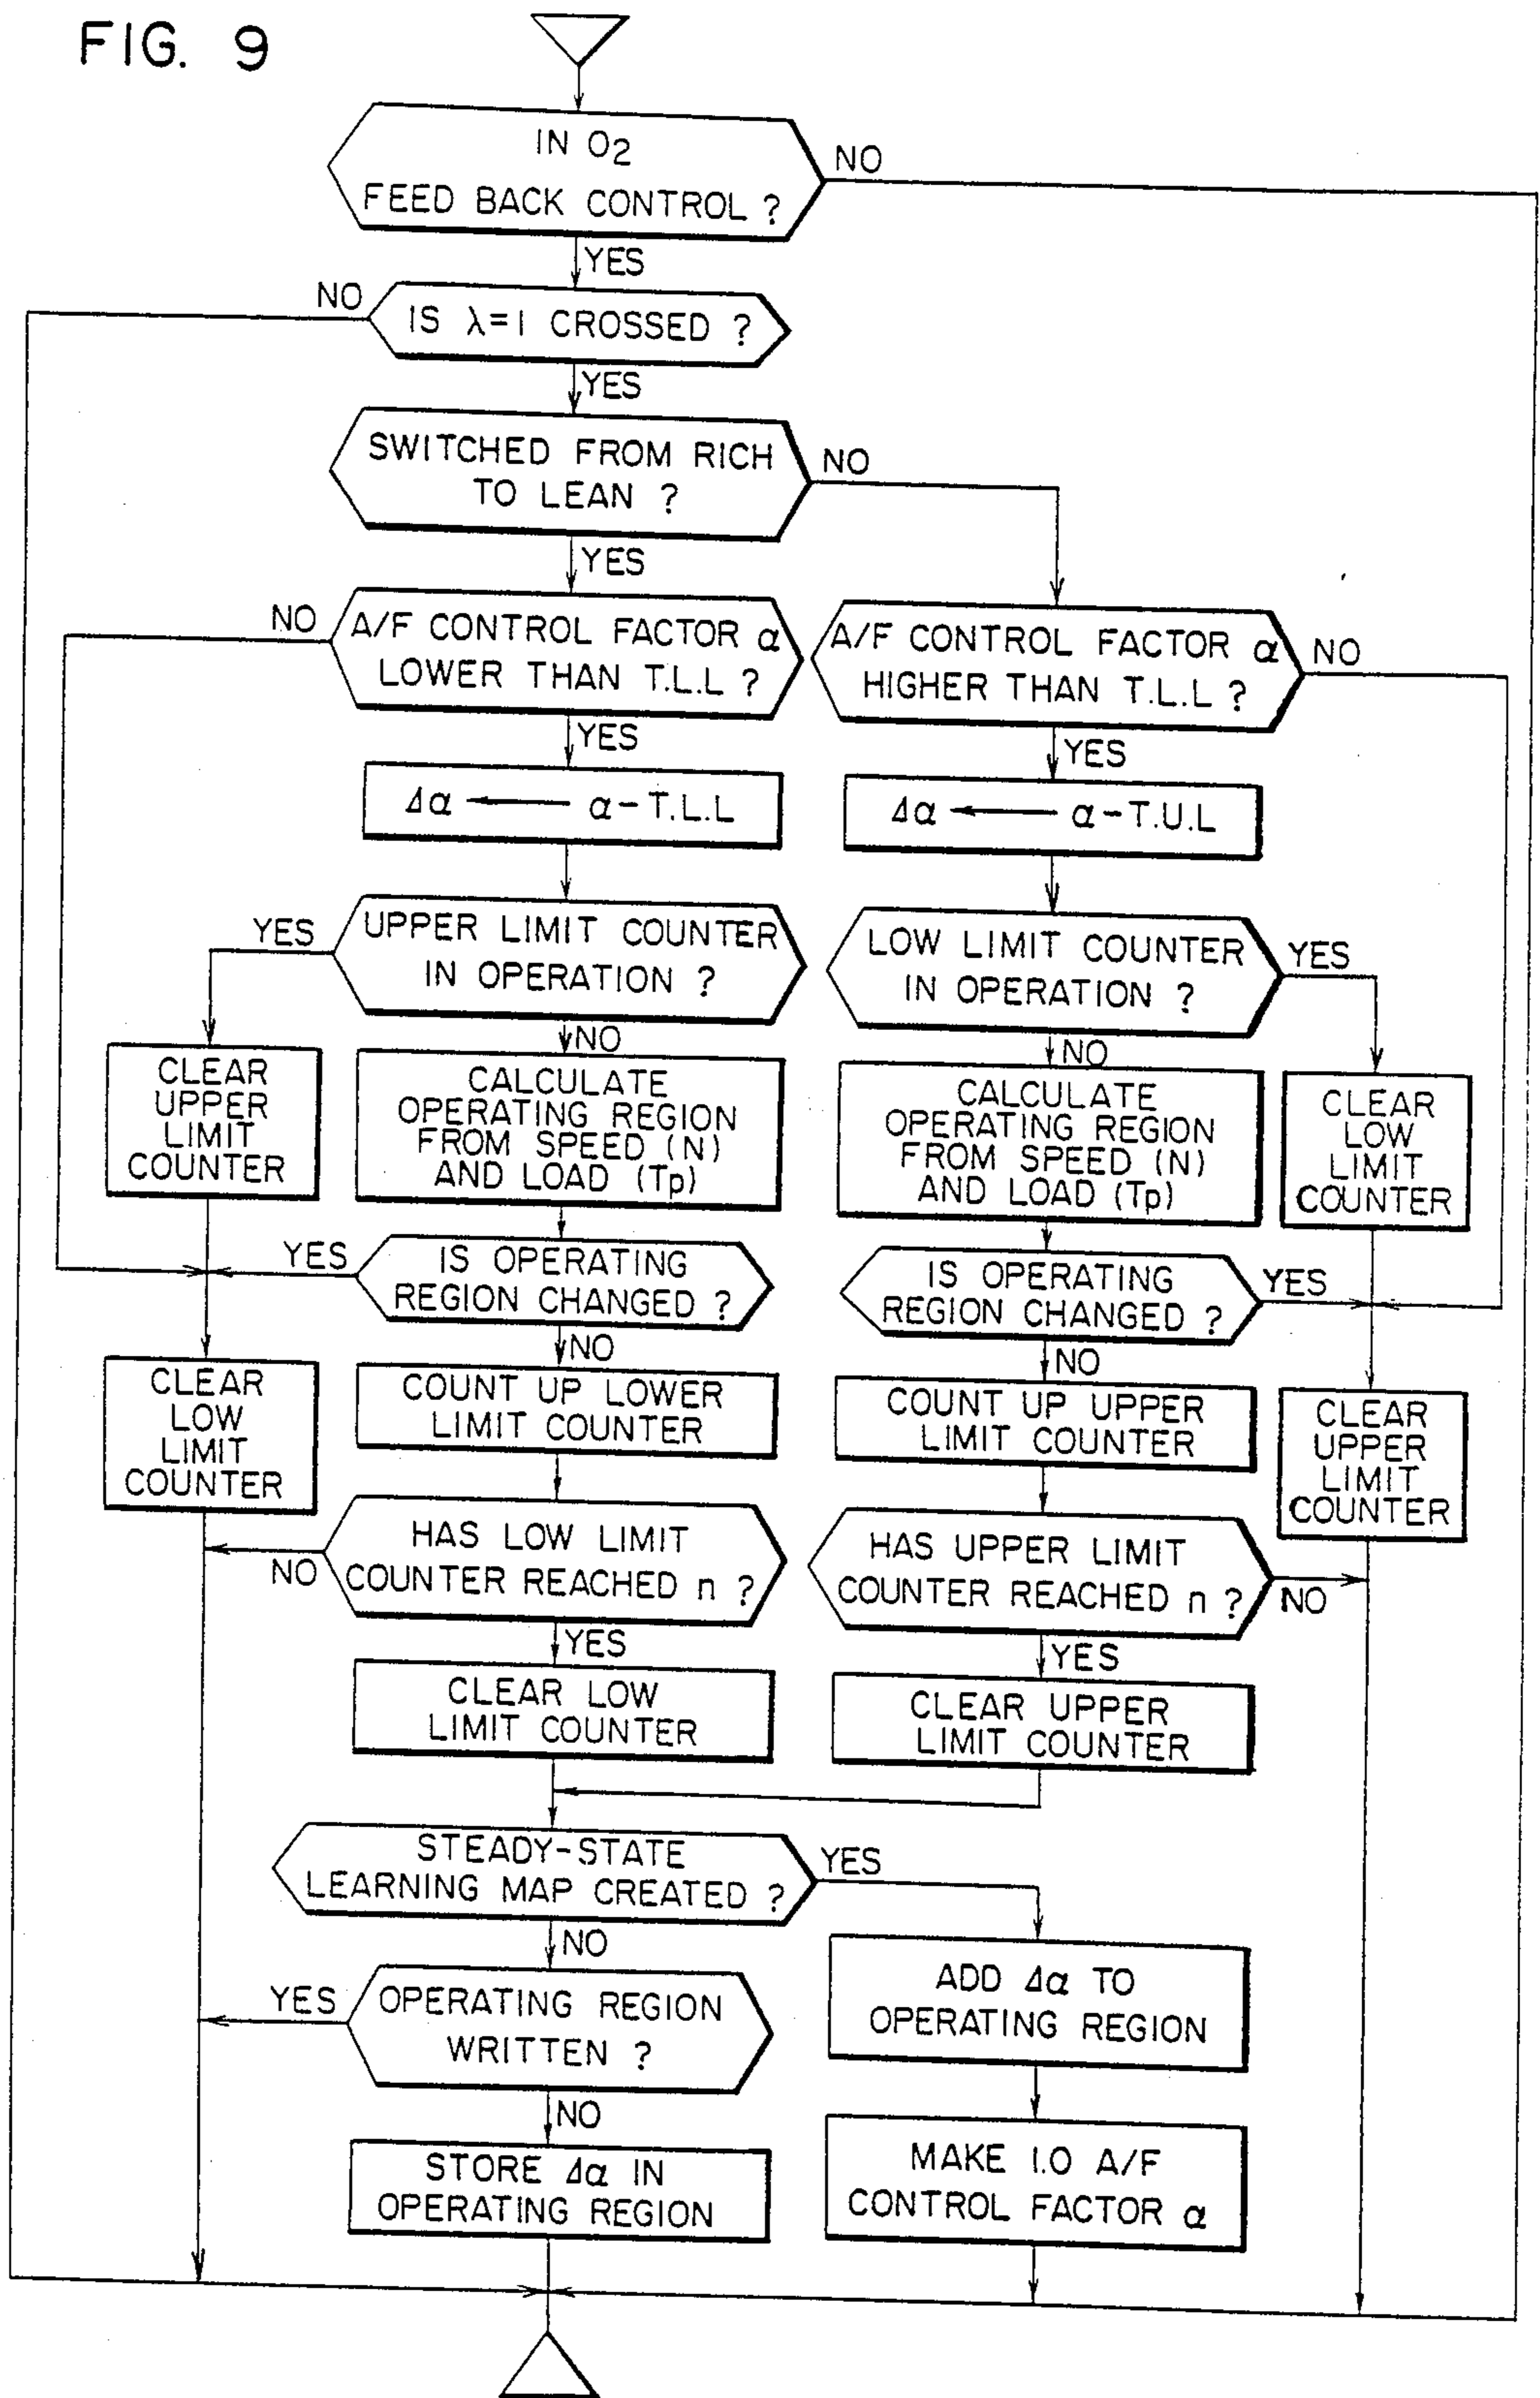 FIG. 9
IN O2
FEED BACK CONTROL ?
NO
YES
NO
IS λ=1 CROSSED ?
YES
SWITCHED FROM RICH
TO LEAN ?
NO
YES
NO
A/F CONTROL FACTOR α
LOWER THAN T.L.L ?
A/F CONTROL FACTOR α
HIGHER THAN T.L.L ?
NO
YES
YES
Δα ← α-T.L.L
Δα ← α-T.U.L
YES
UPPER LIMIT COUNTER
IN OPERATION ?
LOW LIMIT COUNTER
IN OPERATION ?
YES
NO
NO
CLEAR
UPPER
LIMIT
COUNTER
CALCULATE
OPERATING REGION
FROM SPEED (N)
AND LOAD (Tp)
CALCULATE
OPERATING REGION
FROM SPEED (N)
AND LOAD (Tp)
CLEAR
LOW
LIMIT
COUNTER
YES
IS OPERATING
REGION CHANGED ?
IS OPERATING
REGION CHANGED ?
YES
NO
NO
CLEAR
LOW
LIMIT
COUNTER
COUNT UP LOWER
LIMIT COUNTER
COUNT UP UPPER
LIMIT COUNTER
CLEAR
UPPER
LIMIT
COUNTER
NO
HAS LOW LIMIT
COUNTER REACHED n ?
HAS UPPER LIMIT
COUNTER REACHED n ?
NO
YES
YES
CLEAR LOW
LIMIT COUNTER
CLEAR UPPER
LIMIT COUNTER
STEADY-STATE
LEARNING MAP CREATED ?
YES
NO
YES
OPERATING REGION
WRITTEN ?
ADD Δα TO
OPERATING REGION
NO
STORE Δα IN
OPERATING REGION
MAKE 1.0 A/F
CONTROL FACTOR α